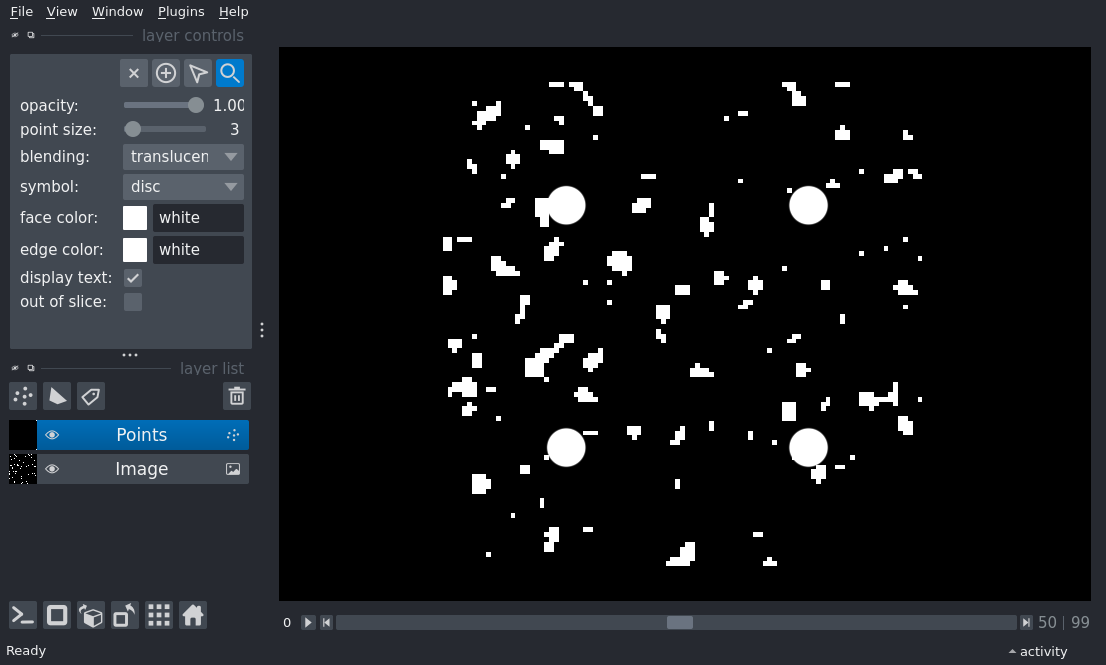 File View Window Plugins Help
layer controls
opacity: 1.00
point size: 3
blending: translucen
symbol: disc
face color: white
edge color: white
display text:
out of slice:
layer list
Points
Image
0 50 | 99
Ready activity